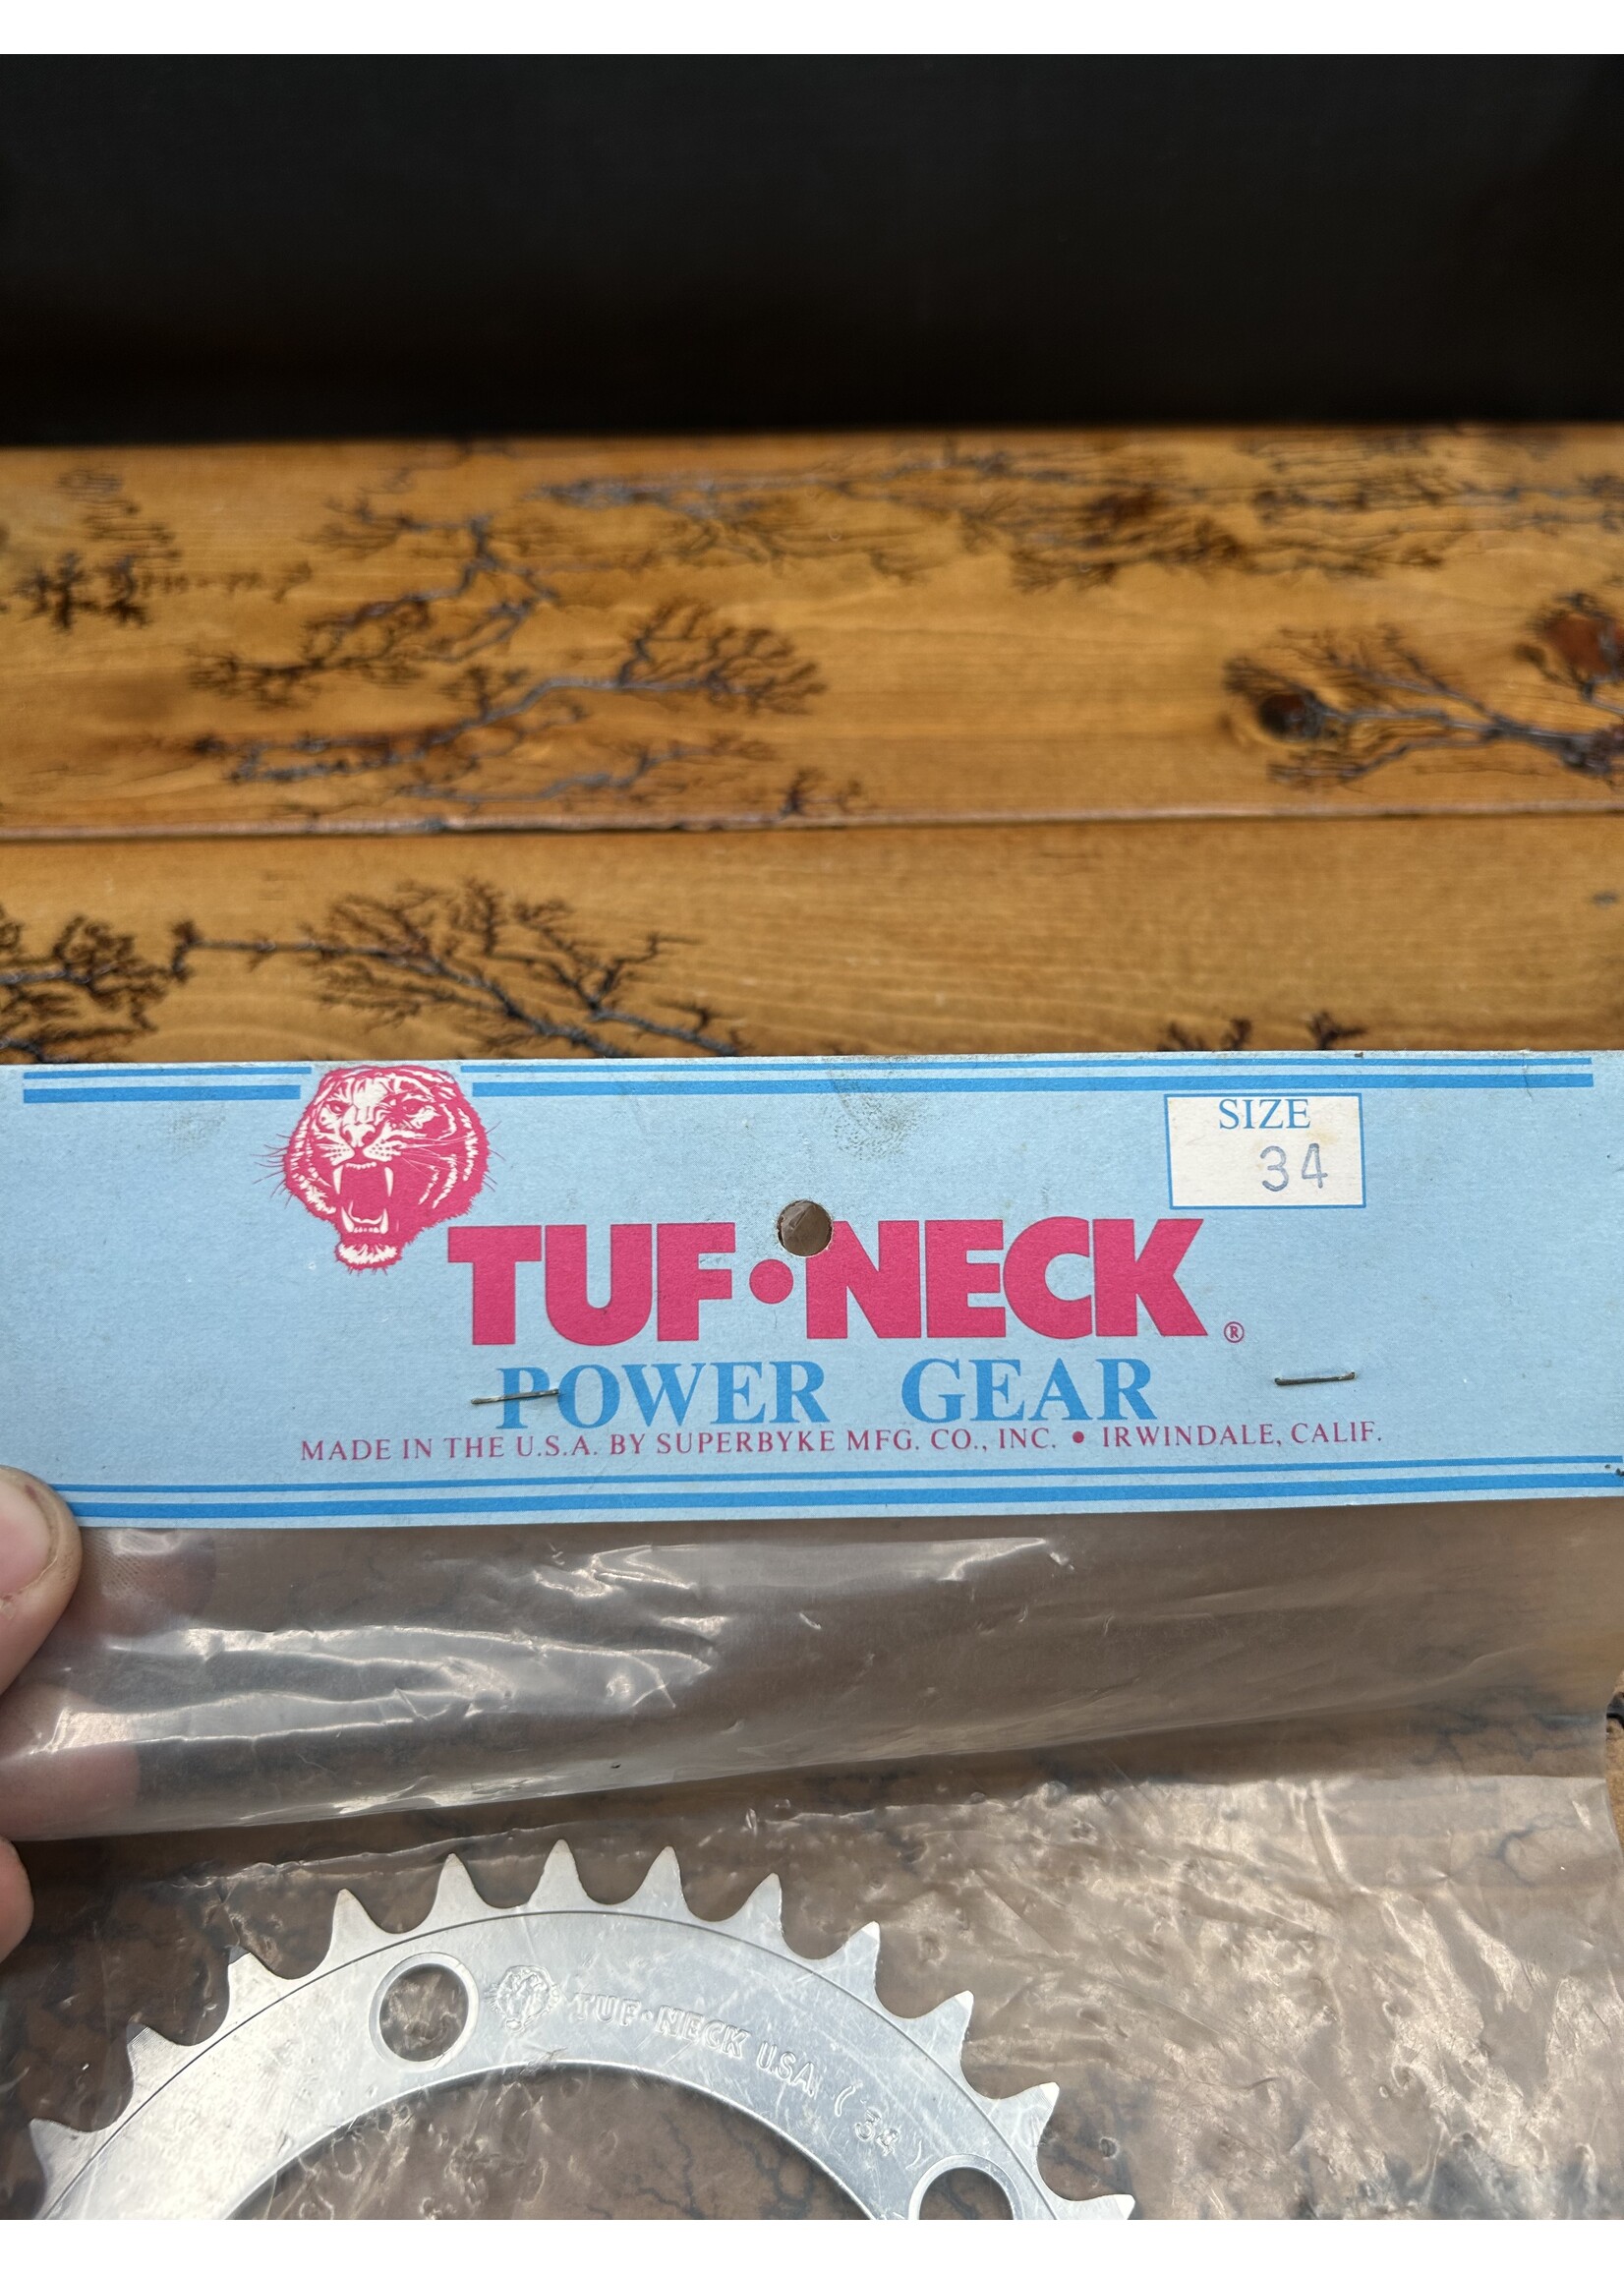 SIZE
34
TUF•NECK®
POWER GEAR
MADE IN THE U.S.A. BY SUPERBYKE MFG. CO., INC. • IRWINDALE, CALIF.
TUF•NECK USA (34)